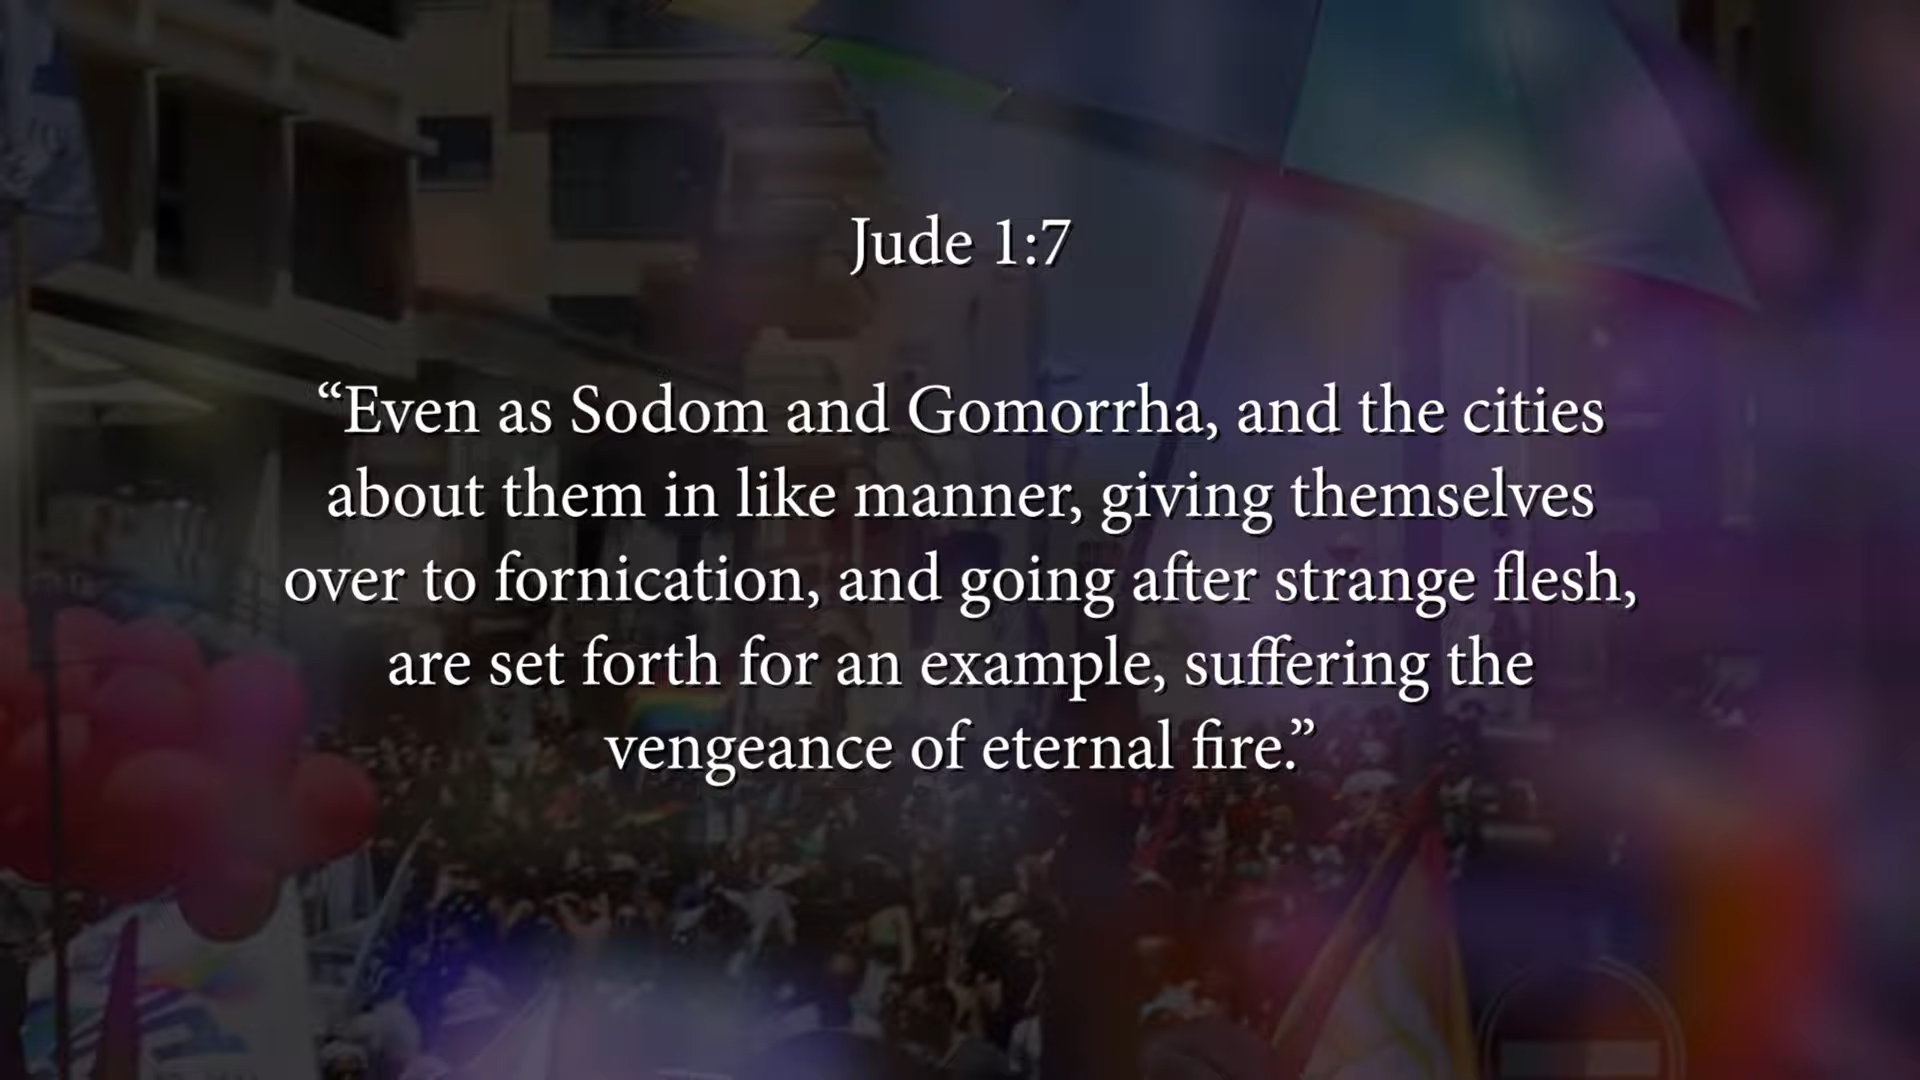 Jude 1:7
“Even as Sodom and Gomorrha, and the cities
about them in like manner, giving themselves
over to fornication, and going after strange flesh,
are set forth for an example, suffering the
vengeance of eternal fire.”